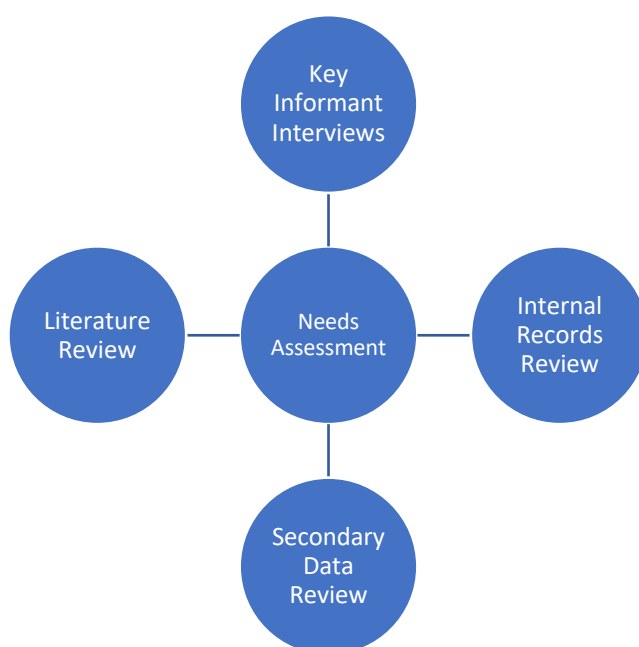 Key
Informant
Interviews
Literature
Review
Needs
Assessment
Internal
Records
Review
Secondary
Data
Review